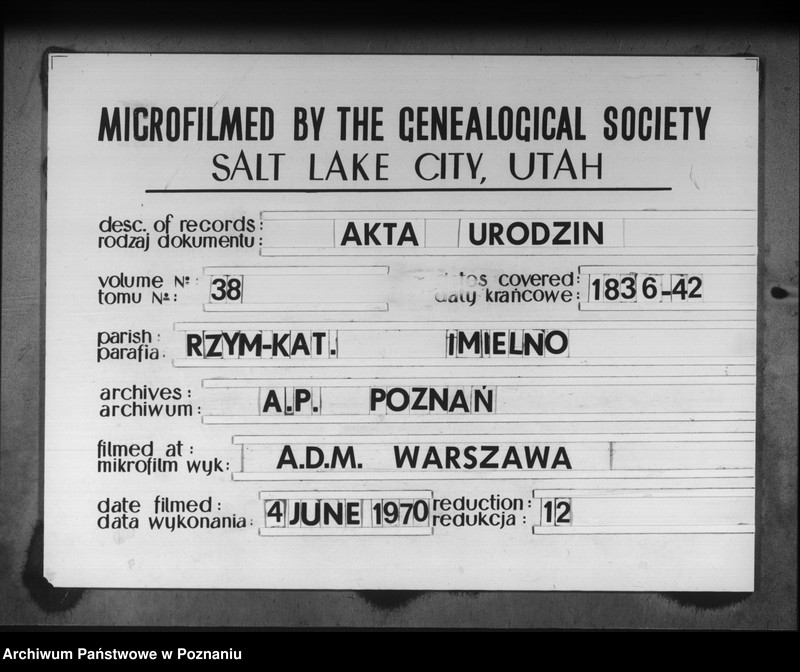 MICROFILMED BY THE GENEALOGICAL SOCIETY
SALT LAKE CITY, UTAH
desc. of records: AKTA URODZIN
rodzaj dokumentu:
volume Nº: 38 covered: 1836-42
tomu Nº: daty krańcowe:
parish: RZYM-KAT. IMIELNO
parafia.
archives: A.P. POZNAŃ
archiwum:
filmed at: A.D.M. WARSZAWA
mikrofilm wyk:
date filmed: 4 JUNE 1970 reduction: 12
data wykonania: redukcja:
Archiwum Państwowe w Poznaniu